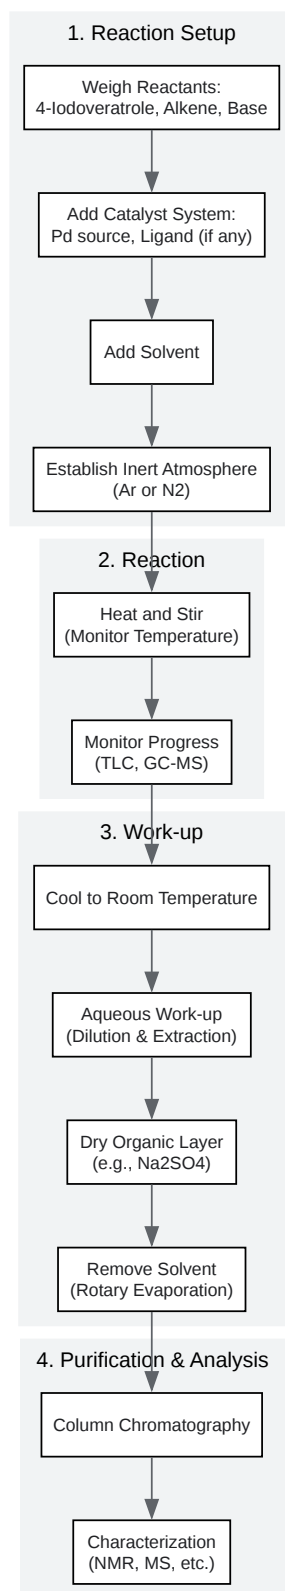 1. Reaction Setup
Weigh Reactants:
4-Iodoveratrole, Alkene, Base
Add Catalyst System:
Pd source, Ligand (if any)
Add Solvent
Establish Inert Atmosphere
(Ar or N2)
2. Reaction
Heat and Stir
(Monitor Temperature)
Monitor Progress
(TLC, GC-MS)
3. Work-up
Cool to Room Temperature
Aqueous Work-up
(Dilution & Extraction)
Dry Organic Layer
(e.g., Na2SO4)
Remove Solvent
(Rotary Evaporation)
4. Purification & Analysis
Column Chromatography
Characterization
(NMR, MS, etc.)